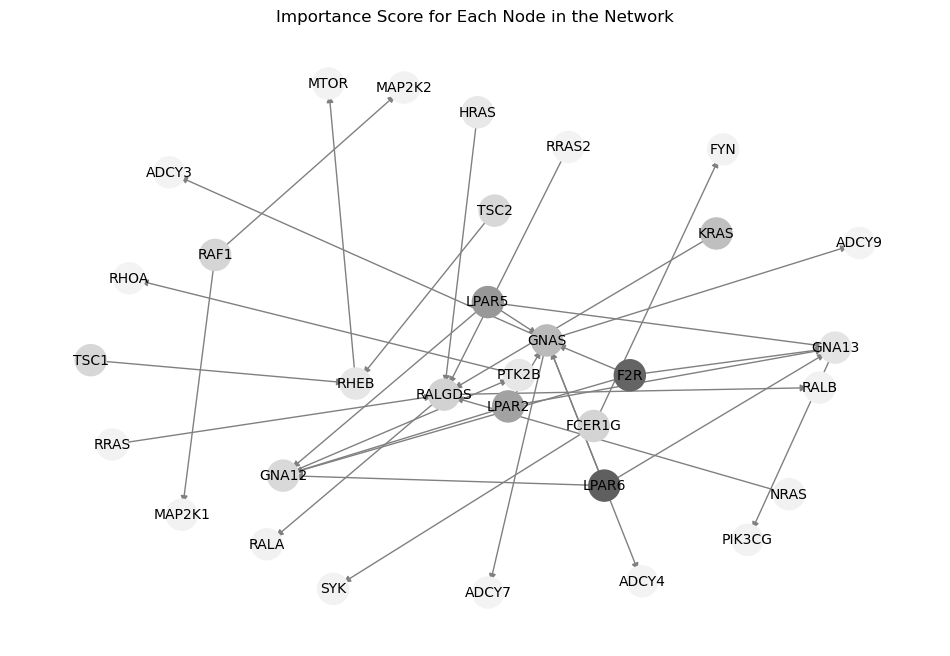 Importance Score for Each Node in the Network
MTOR
MAP2K2
HRAS
RRAS2
FYN
ADCY3
TSC2
KRAS
ADCY9
RAF1
RHOA
LPAR5
GNAS
GNA13
TSC1
PTK2B
F2R
RHEB
RALGDS
RALB
LPAR2
FCER1G
RRAS
GNA12
LPAR6
NRAS
MAP2K1
RALA
PIK3CG
SYK
ADCY7
ADCY4